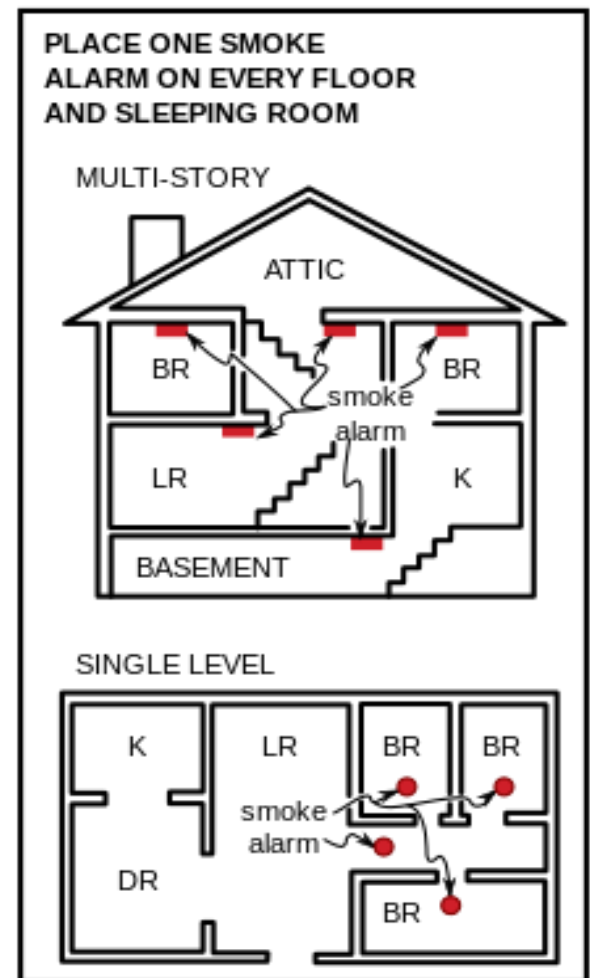 PLACE ONE SMOKE
ALARM ON EVERY FLOOR
AND SLEEPING ROOM
MULTI-STORY
ATTIC
BR
BR
smoke
alarm
LR
K
BASEMENT
SINGLE LEVEL
K
LR
BR
BR
smoke
alarm
DR
BR